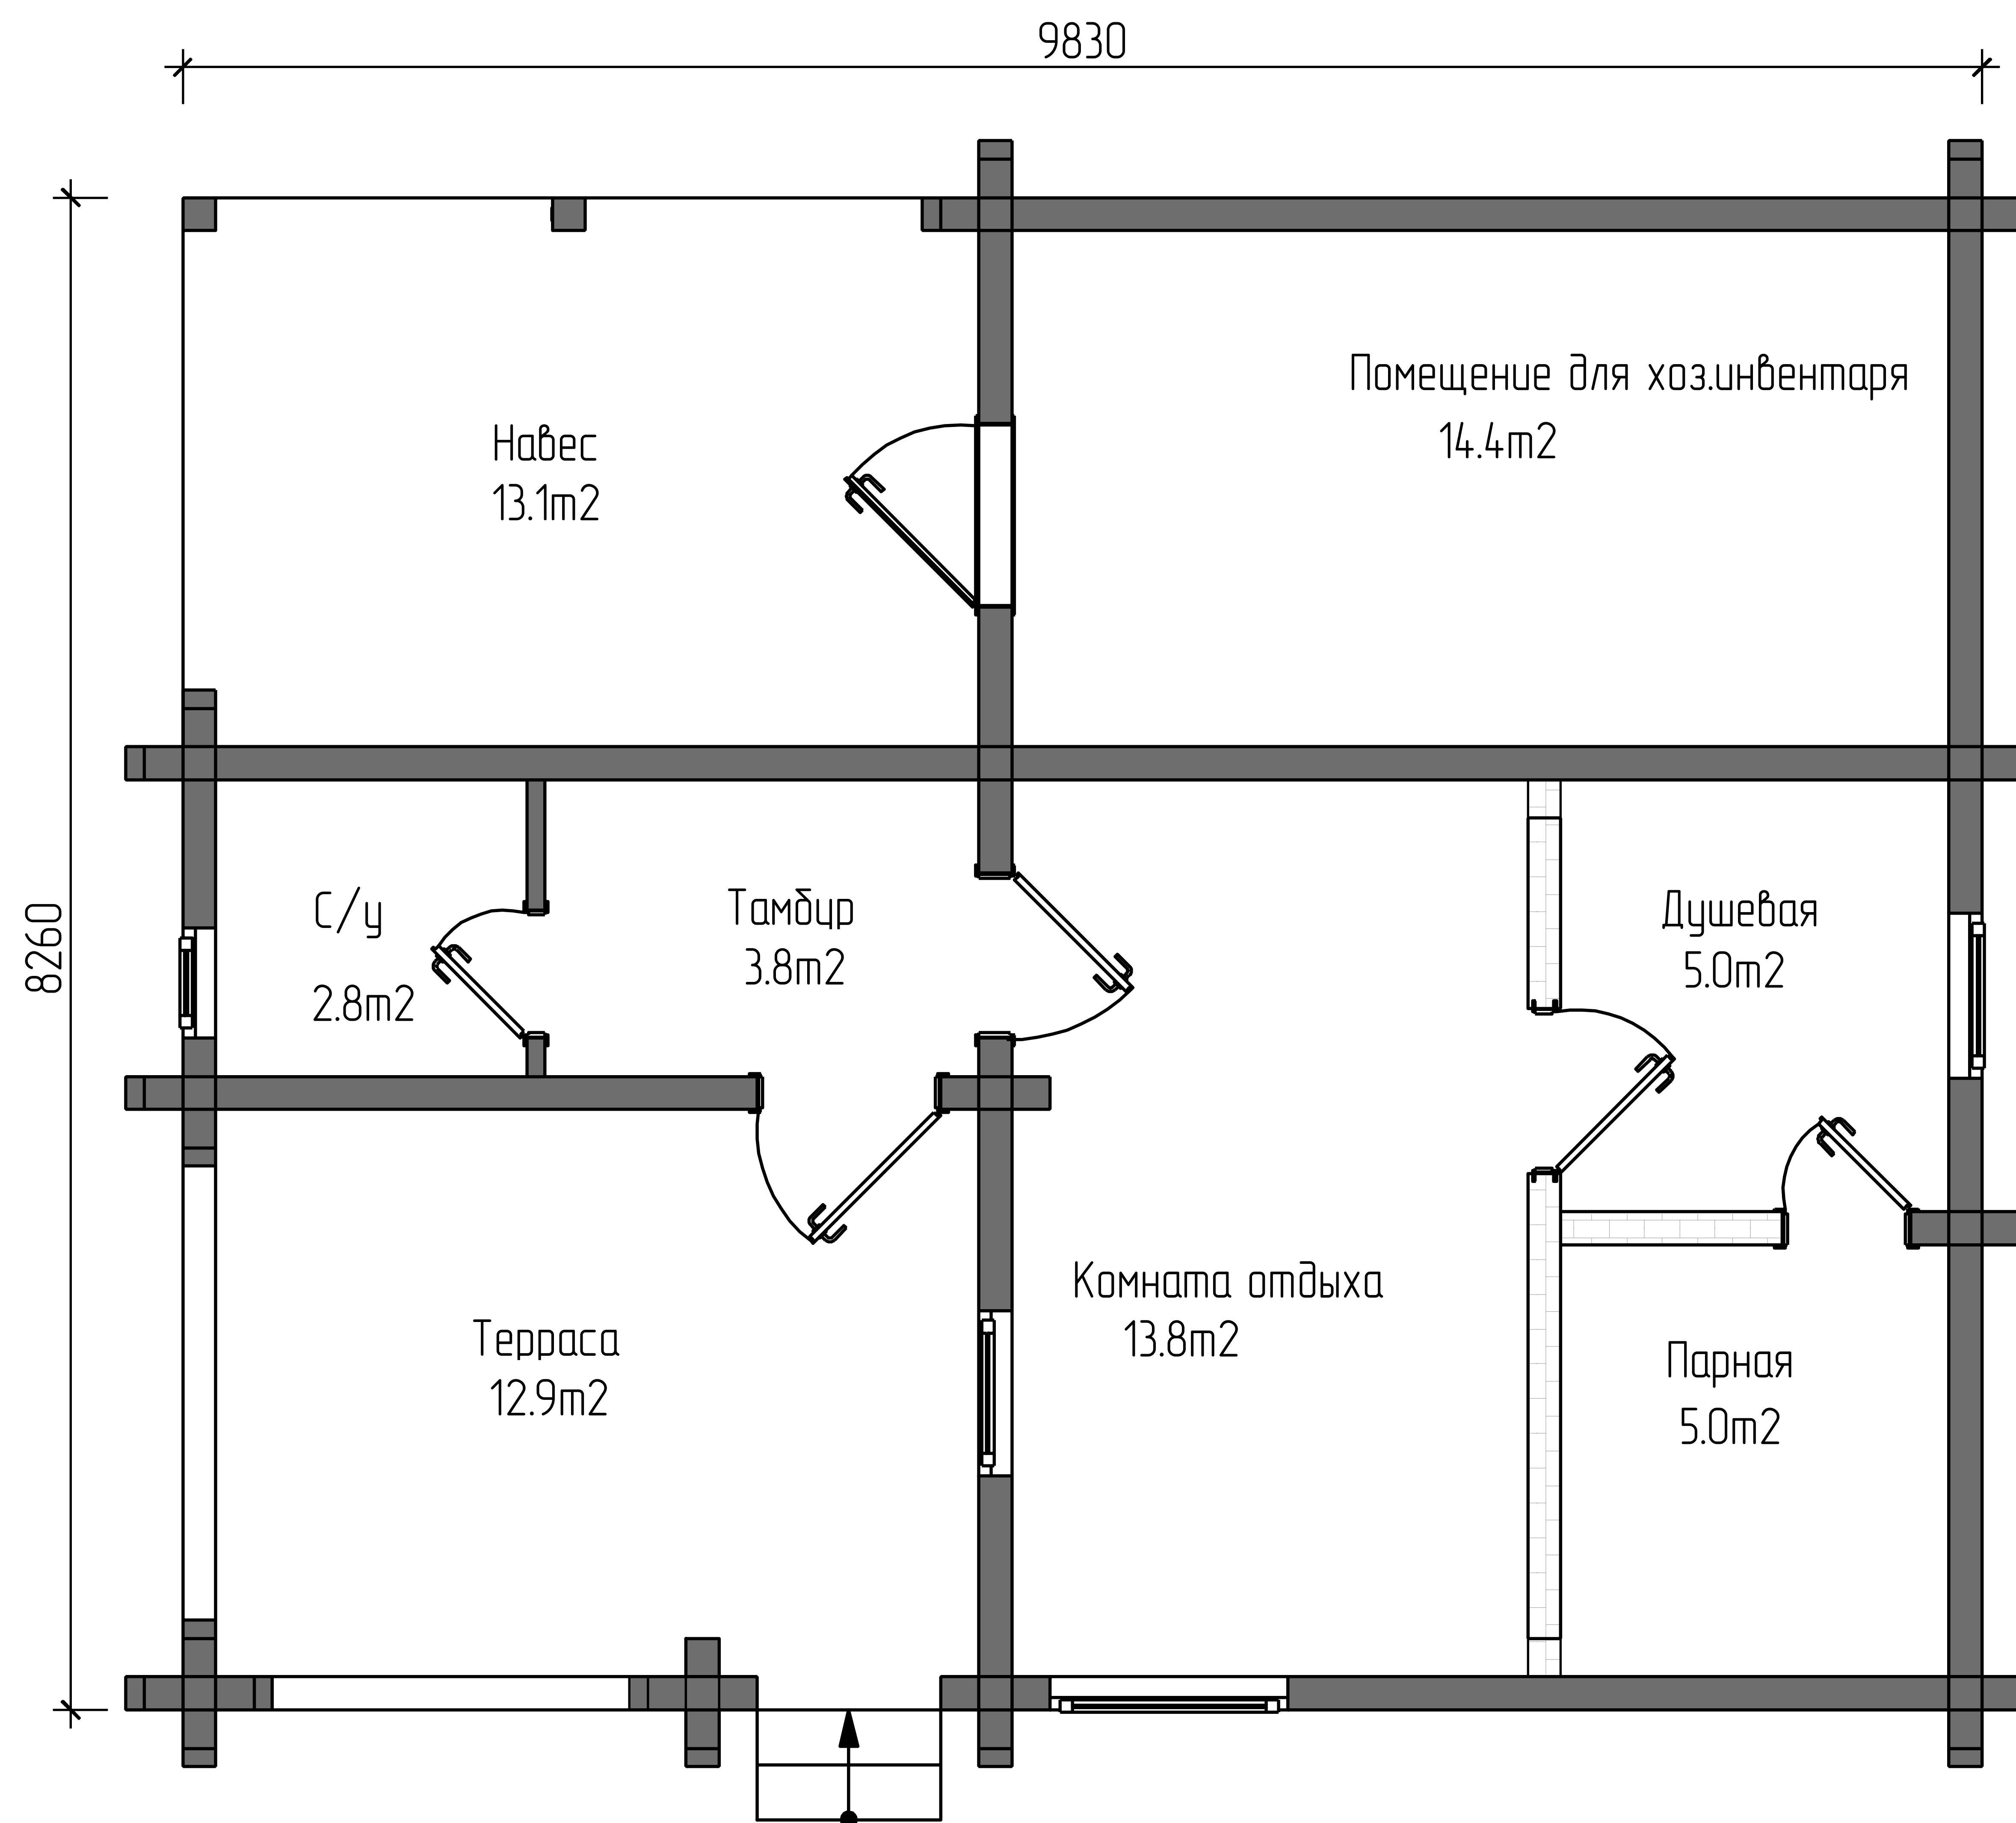 9830
8260
Навес
13.1m2
Помещение для хоз.инвентаря
14.4m2
С/у
2.8m2
Тамбур
3.8m2
Душевая
5.0m2
Комната отдыха
13.8m2
Терраса
12.9m2
Парная
5.0m2